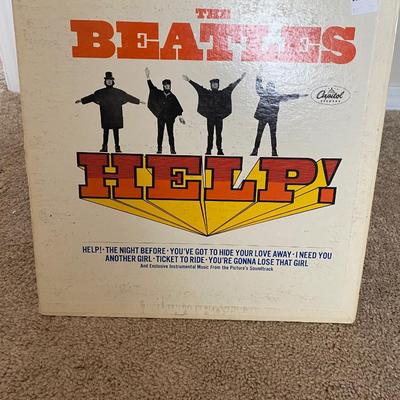 THE
BEATLES
Capitol
RECORDS
HELP!
HELP! · THE NIGHT BEFORE · YOU'VE GOT TO HIDE YOUR LOVE AWAY · I NEED YOU
ANOTHER GIRL · TICKET TO RIDE · YOU'RE GONNA LOSE THAT GIRL
And Exclusive Instrumental Music From the Picture's Soundtrack